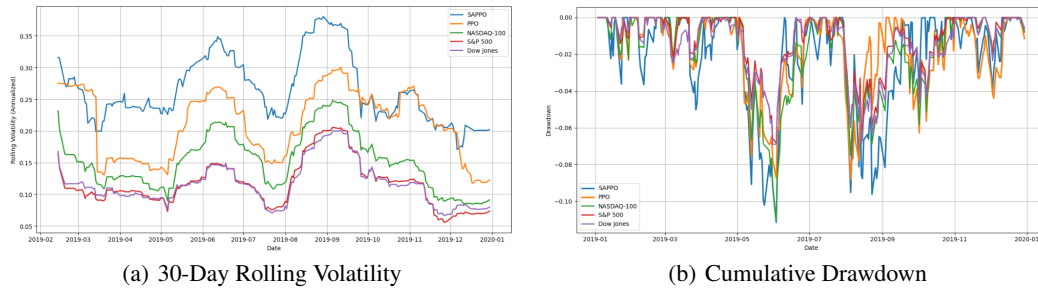 SAPPO
PPO
NASDAQ-100
S&P 500
Dow Jones
Rolling Volatility (Annualized)
0.35
0.30
0.25
0.20
0.15
0.10
0.05
2019-02 2019-03 2019-04 2019-05 2019-06 2019-07 2019-08 2019-09 2019-10 2019-11 2019-12 2020-01
Date
(a) 30-Day Rolling Volatility
Drawdown
0.00
−0.02
−0.04
−0.06
−0.08
−0.10
SAPPO
PPO
NASDAQ-100
S&P 500
Dow Jones
2019-01 2019-03 2019-05 2019-07 2019-09 2019-11 2020-01
Date
(b) Cumulative Drawdown